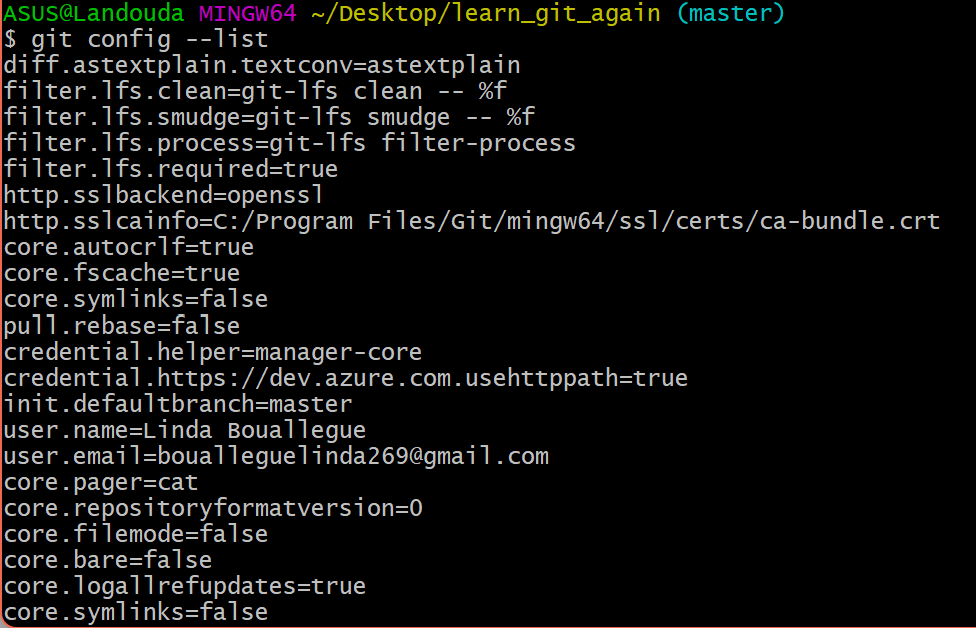 ASUS@Landouda MINGW64 ~/Desktop/learn_git_again (master)
$ git config --list
diff.astextplain.textconv=astextplain
filter.lfs.clean=git-lfs clean -- %f
filter.lfs.smudge=git-lfs smudge -- %f
filter.lfs.process=git-lfs filter-process
filter.lfs.required=true
http.sslbackend=openssl
http.sslcainfo=C:/Program Files/Git/mingw64/ssl/certs/ca-bundle.crt
core.autocrlf=true
core.fscache=true
core.symlinks=false
pull.rebase=false
credential.helper=manager-core
credential.https://dev.azure.com.usehttppath=true
init.defaultbranch=master
user.name=Linda Bouallegue
user.email=boualleguelinda269@gmail.com
core.pager=cat
core.repositoryformatversion=0
core.filemode=false
core.bare=false
core.logallrefupdates=true
core.symlinks=false